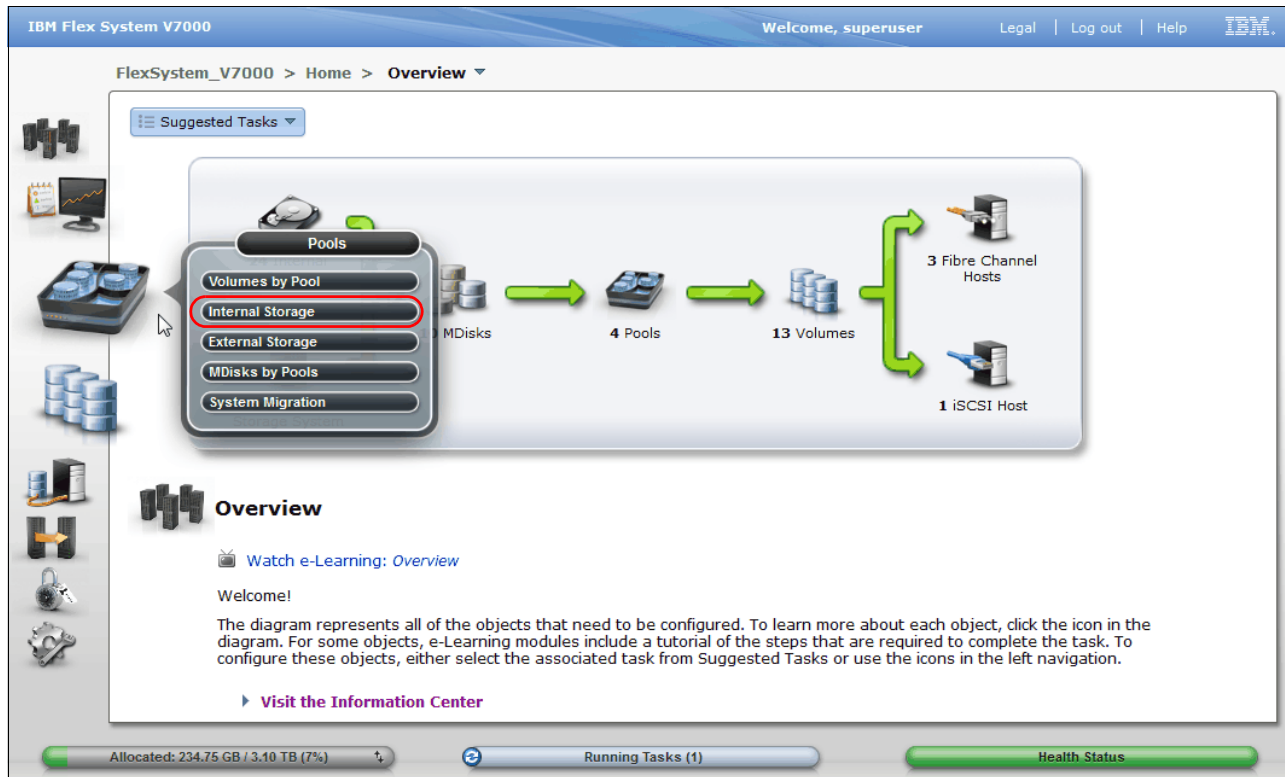 IBM Flex System V7000
Welcome, superuser
Legal | Log out | Help
IBM.
FlexSystem_V7000 > Home > Overview
Suggested Tasks
Pools
Volumes by Pool
Internal Storage
External Storage
MDisks by Pools
System Migration
Storage System
MDisks
4 Pools
13 Volumes
3 Fibre Channel
Hosts
1 iSCSI Host
Overview
Watch e-Learning: Overview
Welcome!
The diagram represents all of the objects that need to be configured. To learn more about each object, click the icon in the
diagram. For some objects, e-Learning modules include a tutorial of the steps that are required to complete the task. To
configure these objects, either select the associated task from Suggested Tasks or use the icons in the left navigation.
Visit the Information Center
Allocated: 234.75 GB / 3.10 TB (7%)
Running Tasks (1)
Health Status